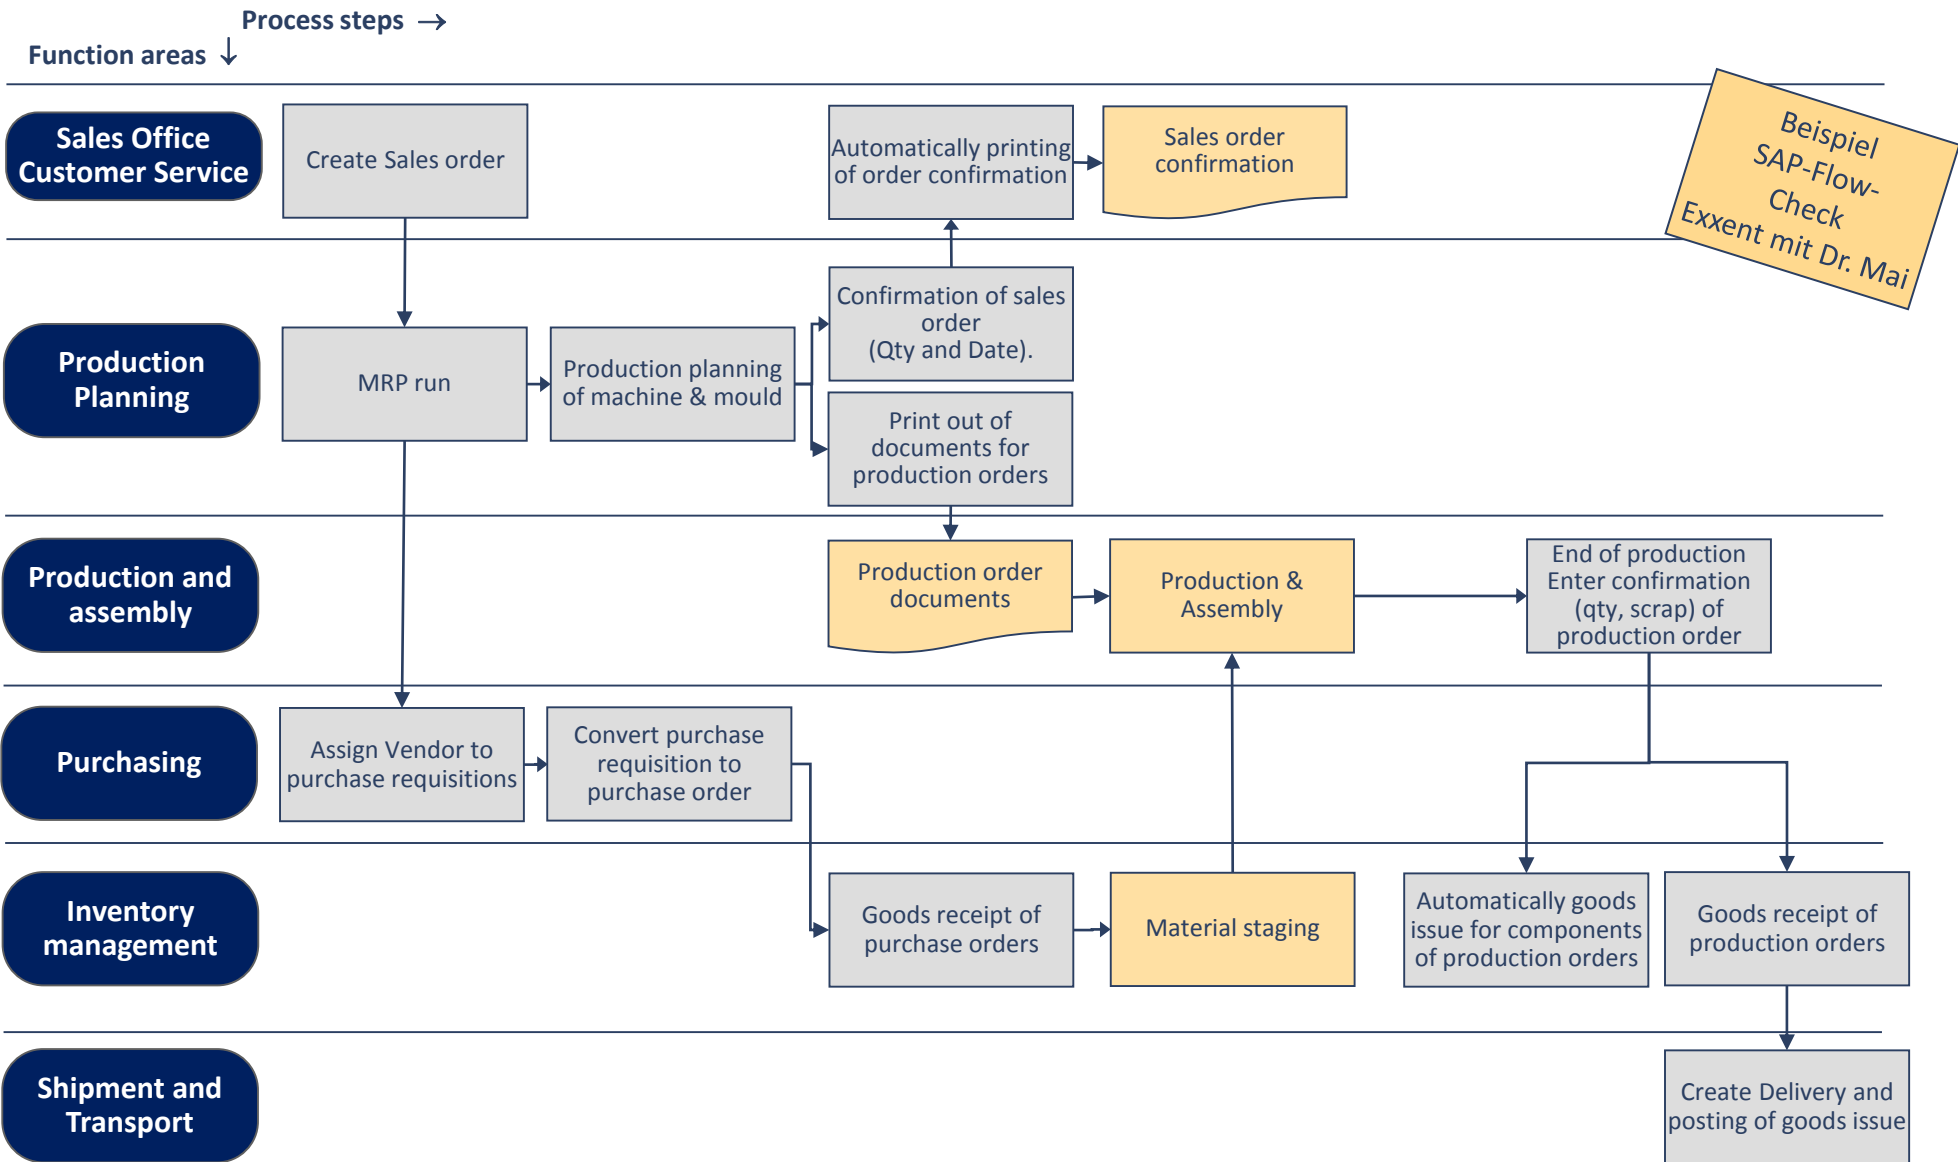 Process steps →
Function areas ↓
Sales Office
Customer Service
Create Sales order
Automatically printing
of order confirmation
Sales order
confirmation
Beispiel
SAP-Flow-
Check
Exxent mit Dr. Mai
Production
Planning
MRP run
Production planning
of machine & mould
Confirmation of sales
order
(Qty and Date).
Print out of
documents for
production orders
Production and
assembly
Production order
documents
Production &
Assembly
End of production
Enter confirmation
(qty, scrap) of
production order
Purchasing
Assign Vendor to
purchase requisitions
Convert purchase
requisition to
purchase order
Inventory
management
Goods receipt of
purchase orders
Material staging
Automatically goods
issue for components
of production orders
Goods receipt of
production orders
Shipment and
Transport
Create Delivery and
posting of goods issue